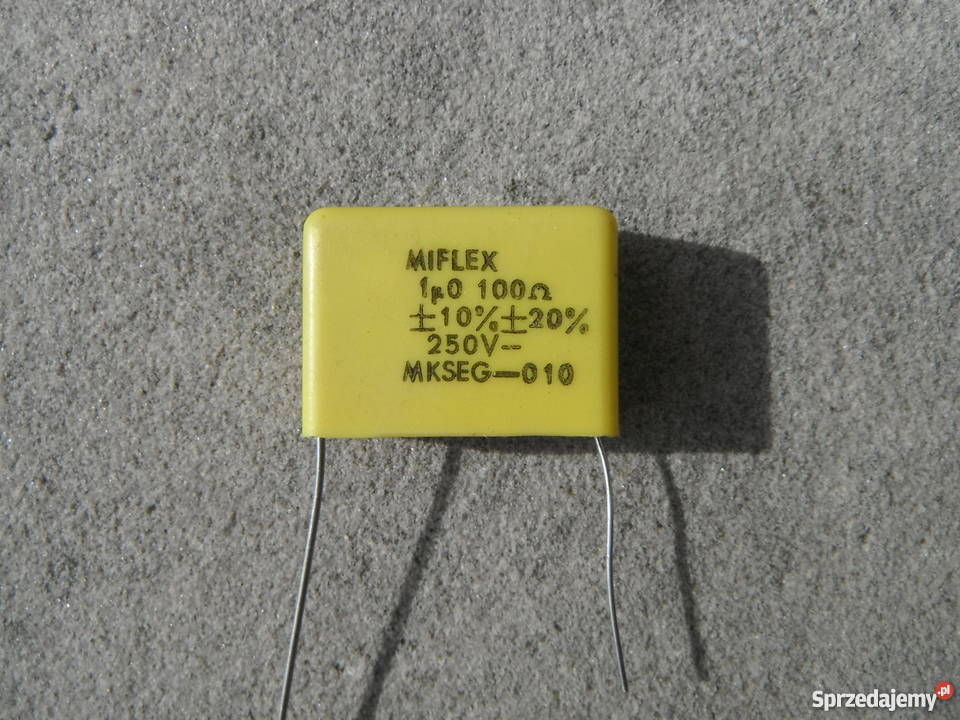 MIFLEX
1µ0 100Ω
±10% ±20%
250V–
MKSEG—010
Sprzedajemy.pl